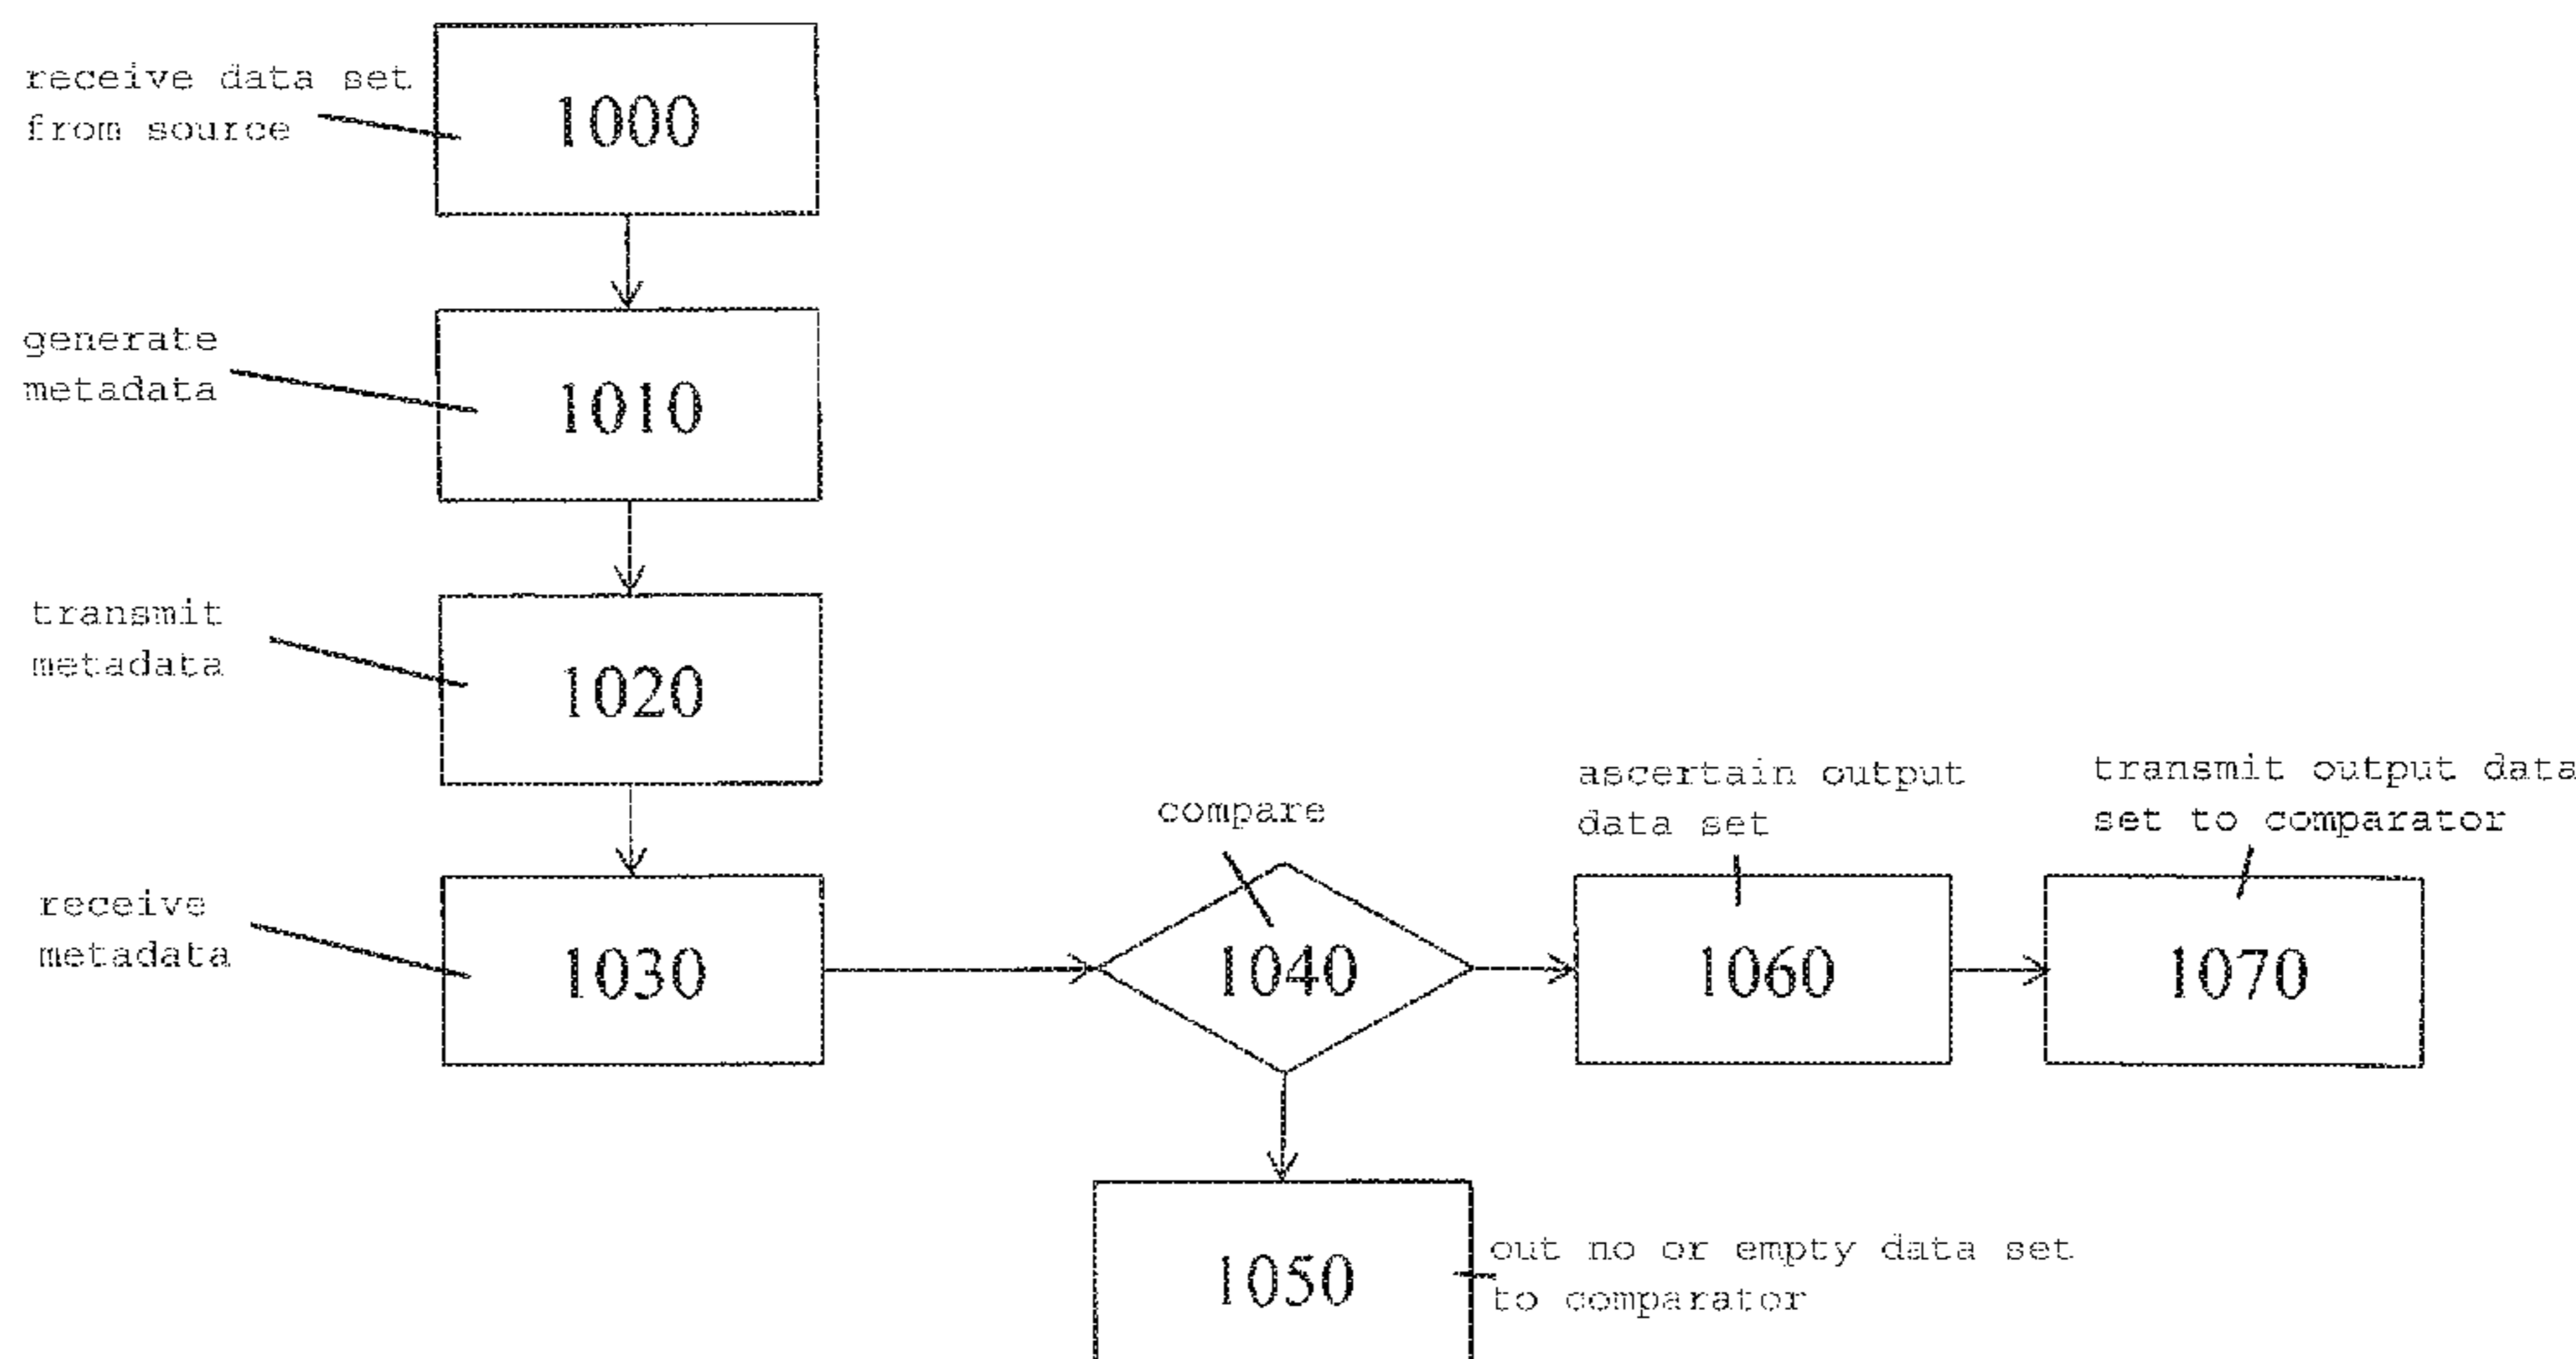 receive data set
from source
1000
generate
metadata
1010
transmit
metadata
1020
receive
metadata
1030
compare
1040
ascertain output
data set
1060
transmit output data
set to comparator
1070
1050
out no or empty data set
to comparator